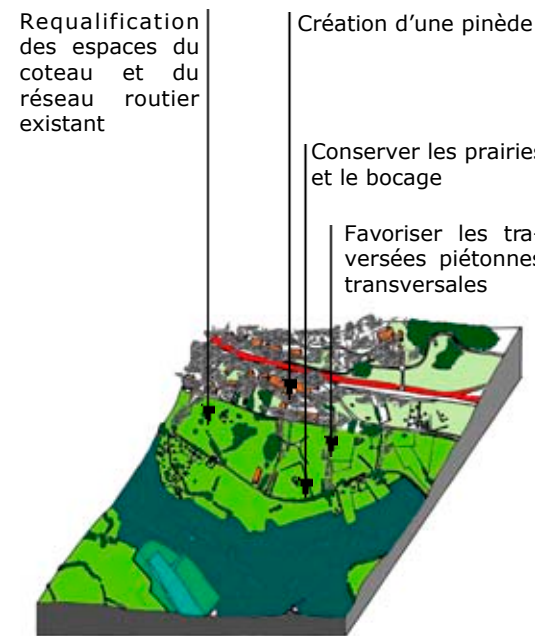 Requalification
des espaces du
coteau et du
réseau routier
existant
Création d’une pinède
Conserver les prairies
et le bocage
Favoriser les tra-
versées piétonnes
transversales